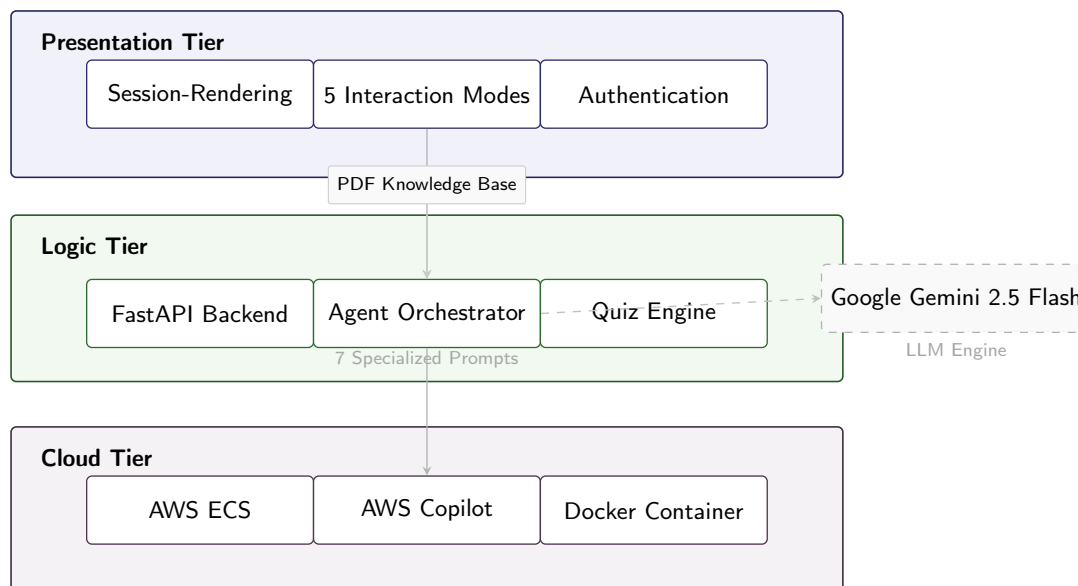 Presentation Tier
Session-Rendering
5 Interaction Modes
Authentication
PDF Knowledge Base
Logic Tier
FastAPI Backend
Agent Orchestrator
Quiz Engine
Google Gemini 2.5 Flash
7 Specialized Prompts
LLM Engine
Cloud Tier
AWS ECS
AWS Copilot
Docker Container